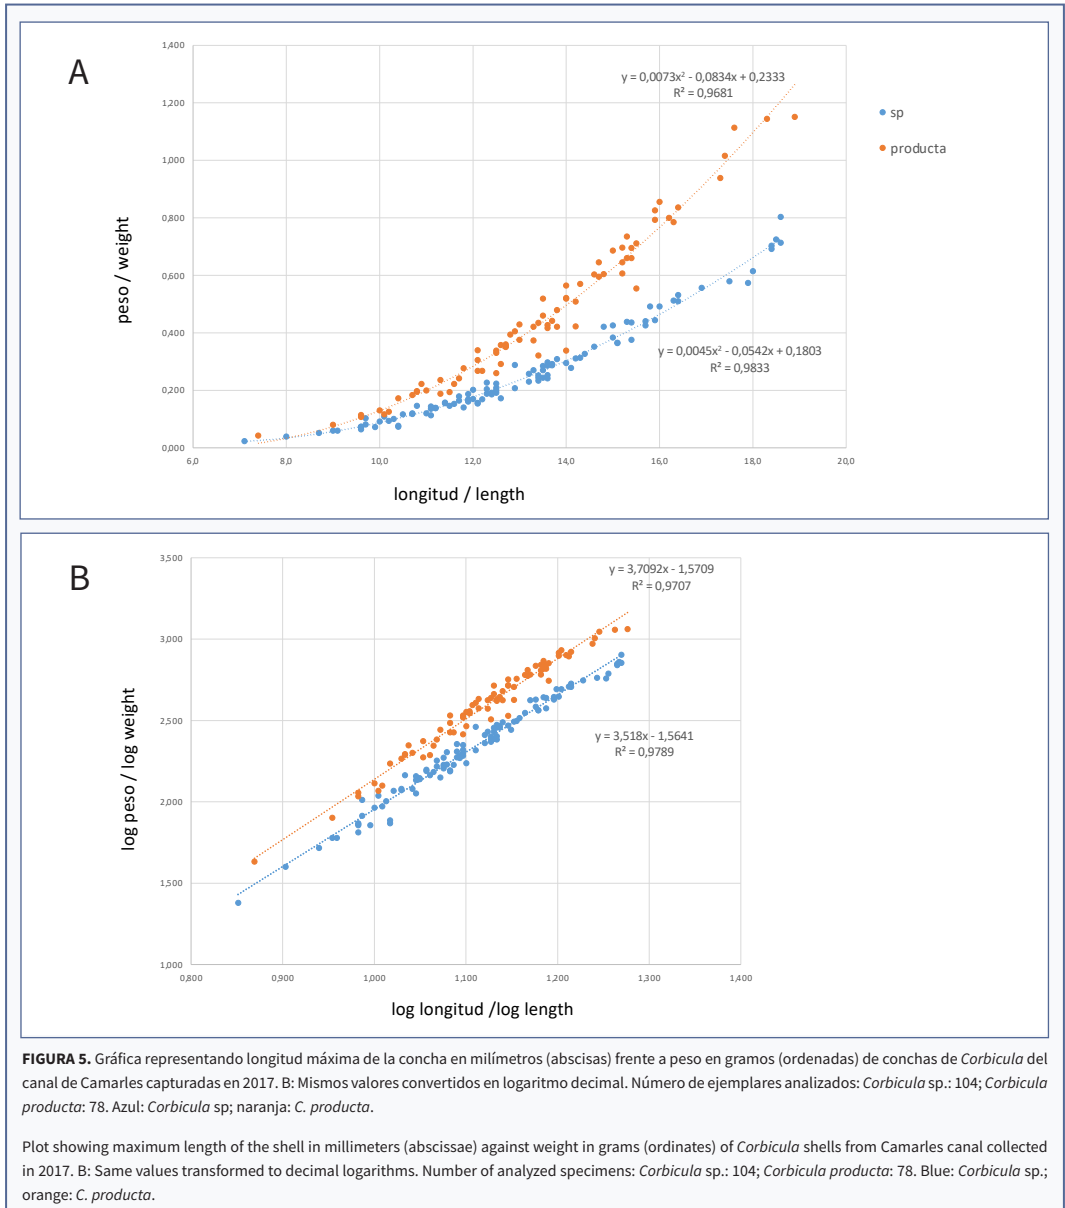 A
1,400
1,200
1,000
0,800
0,600
0,400
0,200
0,000
6,0 8,0 10,0 12,0 14,0 16,0 18,0 20,0
peso / weight
longitud / length
y = 0,0073x² - 0,0834x + 0,2333
R² = 0,9681
y = 0,0045x² - 0,0542x + 0,1803
R² = 0,9833
sp
producta
B
3,500
3,000
2,500
2,000
1,500
1,000
0,800 0,900 1,000 1,100 1,200 1,300 1,400
log peso / log weight
log longitud /log length
y = 3,7092x - 1,5709
R² = 0,9707
y = 3,518x - 1,5641
R² = 0,9789
FIGURA 5. Gráfica representando longitud máxima de la concha en milímetros (abscisas) frente a peso en gramos (ordenadas) de conchas de Corbicula del
canal de Camarles capturadas en 2017. B: Mismos valores convertidos en logaritmo decimal. Número de ejemplares analizados: Corbicula sp.: 104; Corbicula
producta: 78. Azul: Corbicula sp; naranja: C. producta.
Plot showing maximum length of the shell in millimeters (abscissae) against weight in grams (ordinates) of Corbicula shells from Camarles canal collected
in 2017. B: Same values transformed to decimal logarithms. Number of analyzed specimens: Corbicula sp.: 104; Corbicula producta: 78. Blue: Corbicula sp.;
orange: C. producta.